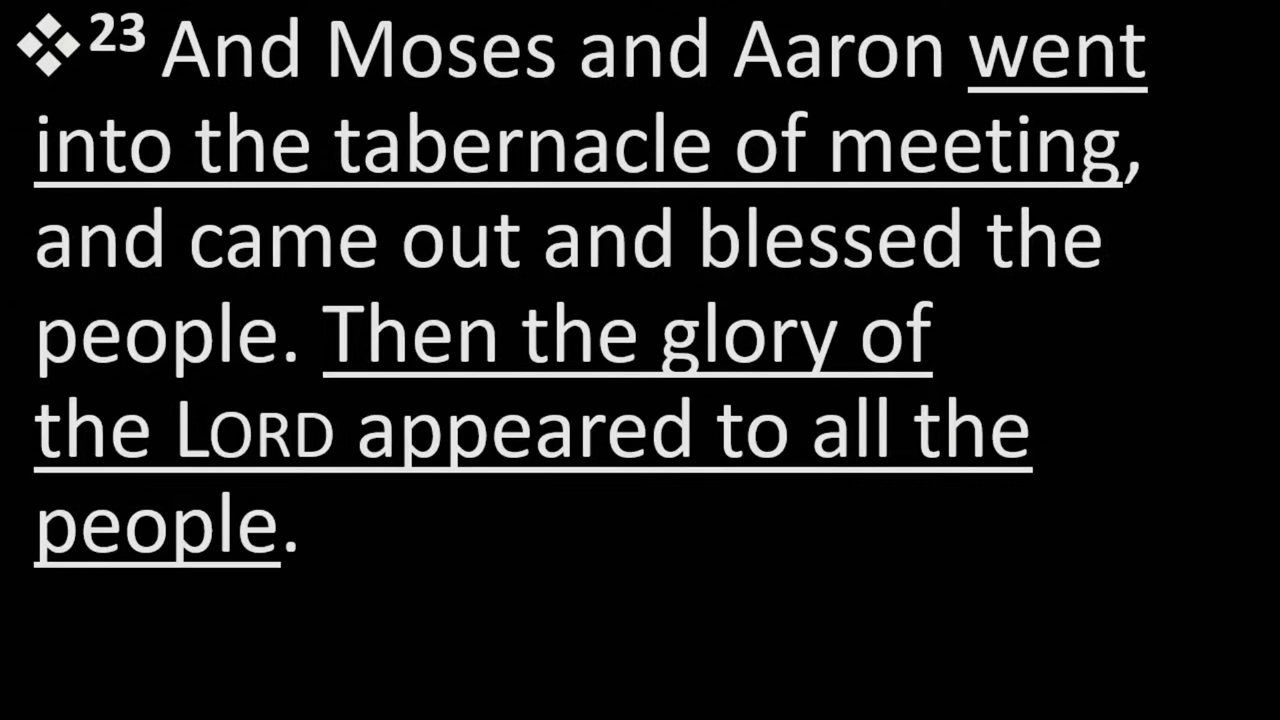 ❖23 And Moses and Aaron went
into the tabernacle of meeting,
and came out and blessed the
people. Then the glory of
the LORD appeared to all the
people.